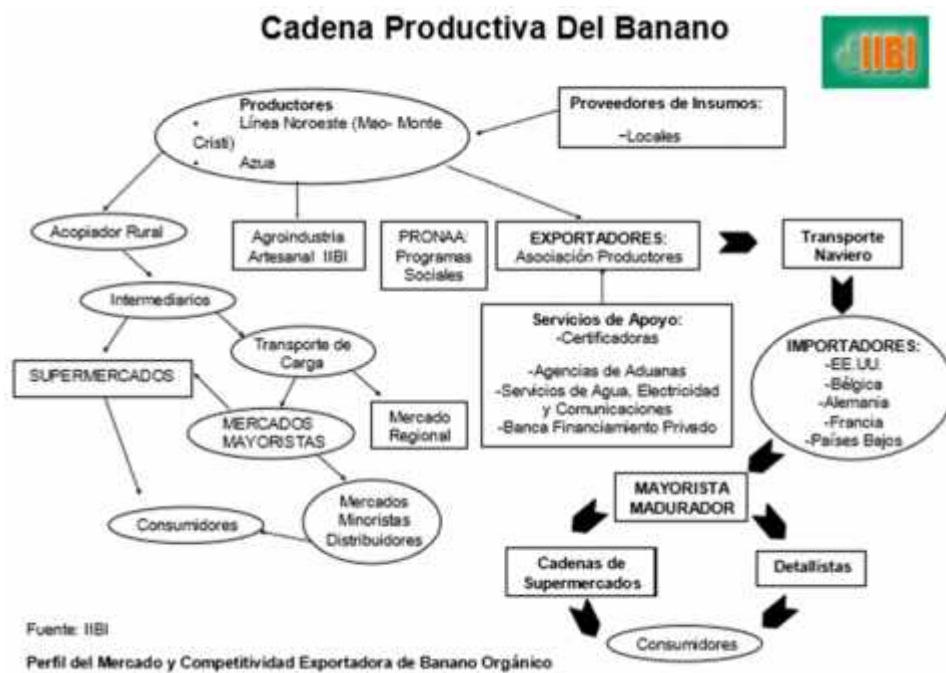 Cadena Productiva Del Banano
IIBI
Productores
• Línea Noroeste (Mao- Monte
Cristi)
• Azua
Proveedores de Insumos:
-Locales
Acopiador Rural
Agroindustria
Artesanal IIBI
PRONAA:
Programas
Sociales
EXPORTADORES:
Asociación Productores
Transporte
Naviero
Intermediarios
Servicios de Apoyo:
-Certificadoras
-Agencias de Aduanas
-Servicios de Agua, Electricidad
y Comunicaciones
-Banca Financiamiento Privado
Transporte de
Carga
IMPORTADORES:
-EE.UU.
-Bélgica
-Alemania
-Francia
-Países Bajos
SUPERMERCADOS
MERCADOS
MAYORISTAS
Mercado
Regional
MAYORISTA
MADURADOR
Consumidores
Mercados
Minoristas
Distribuidores
Cadenas de
Supermercados
Detallistas
Consumidores
Fuente: IIBI
Perfil del Mercado y Competitividad Exportadora de Banano Orgánico